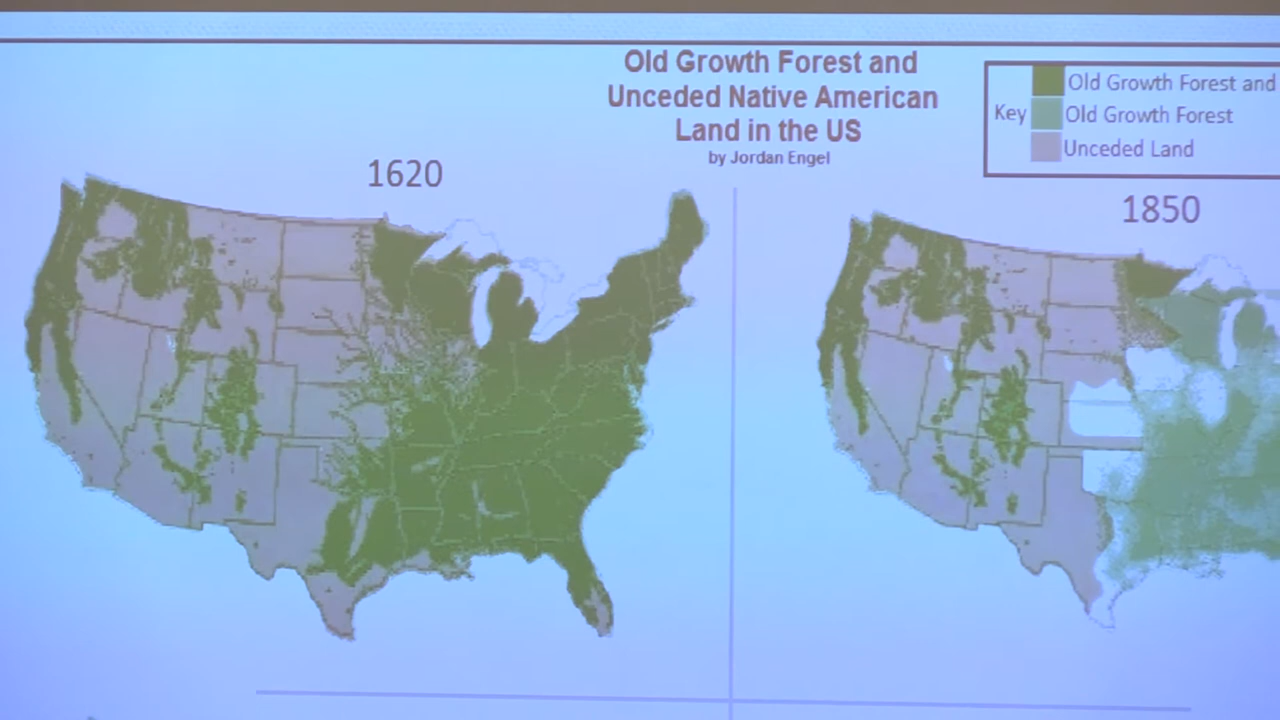 Old Growth Forest and
Unceded Native American
Land in the US
by Jordan Engel
Key
Old Growth Forest and
Old Growth Forest
Unceded Land
1620
1850